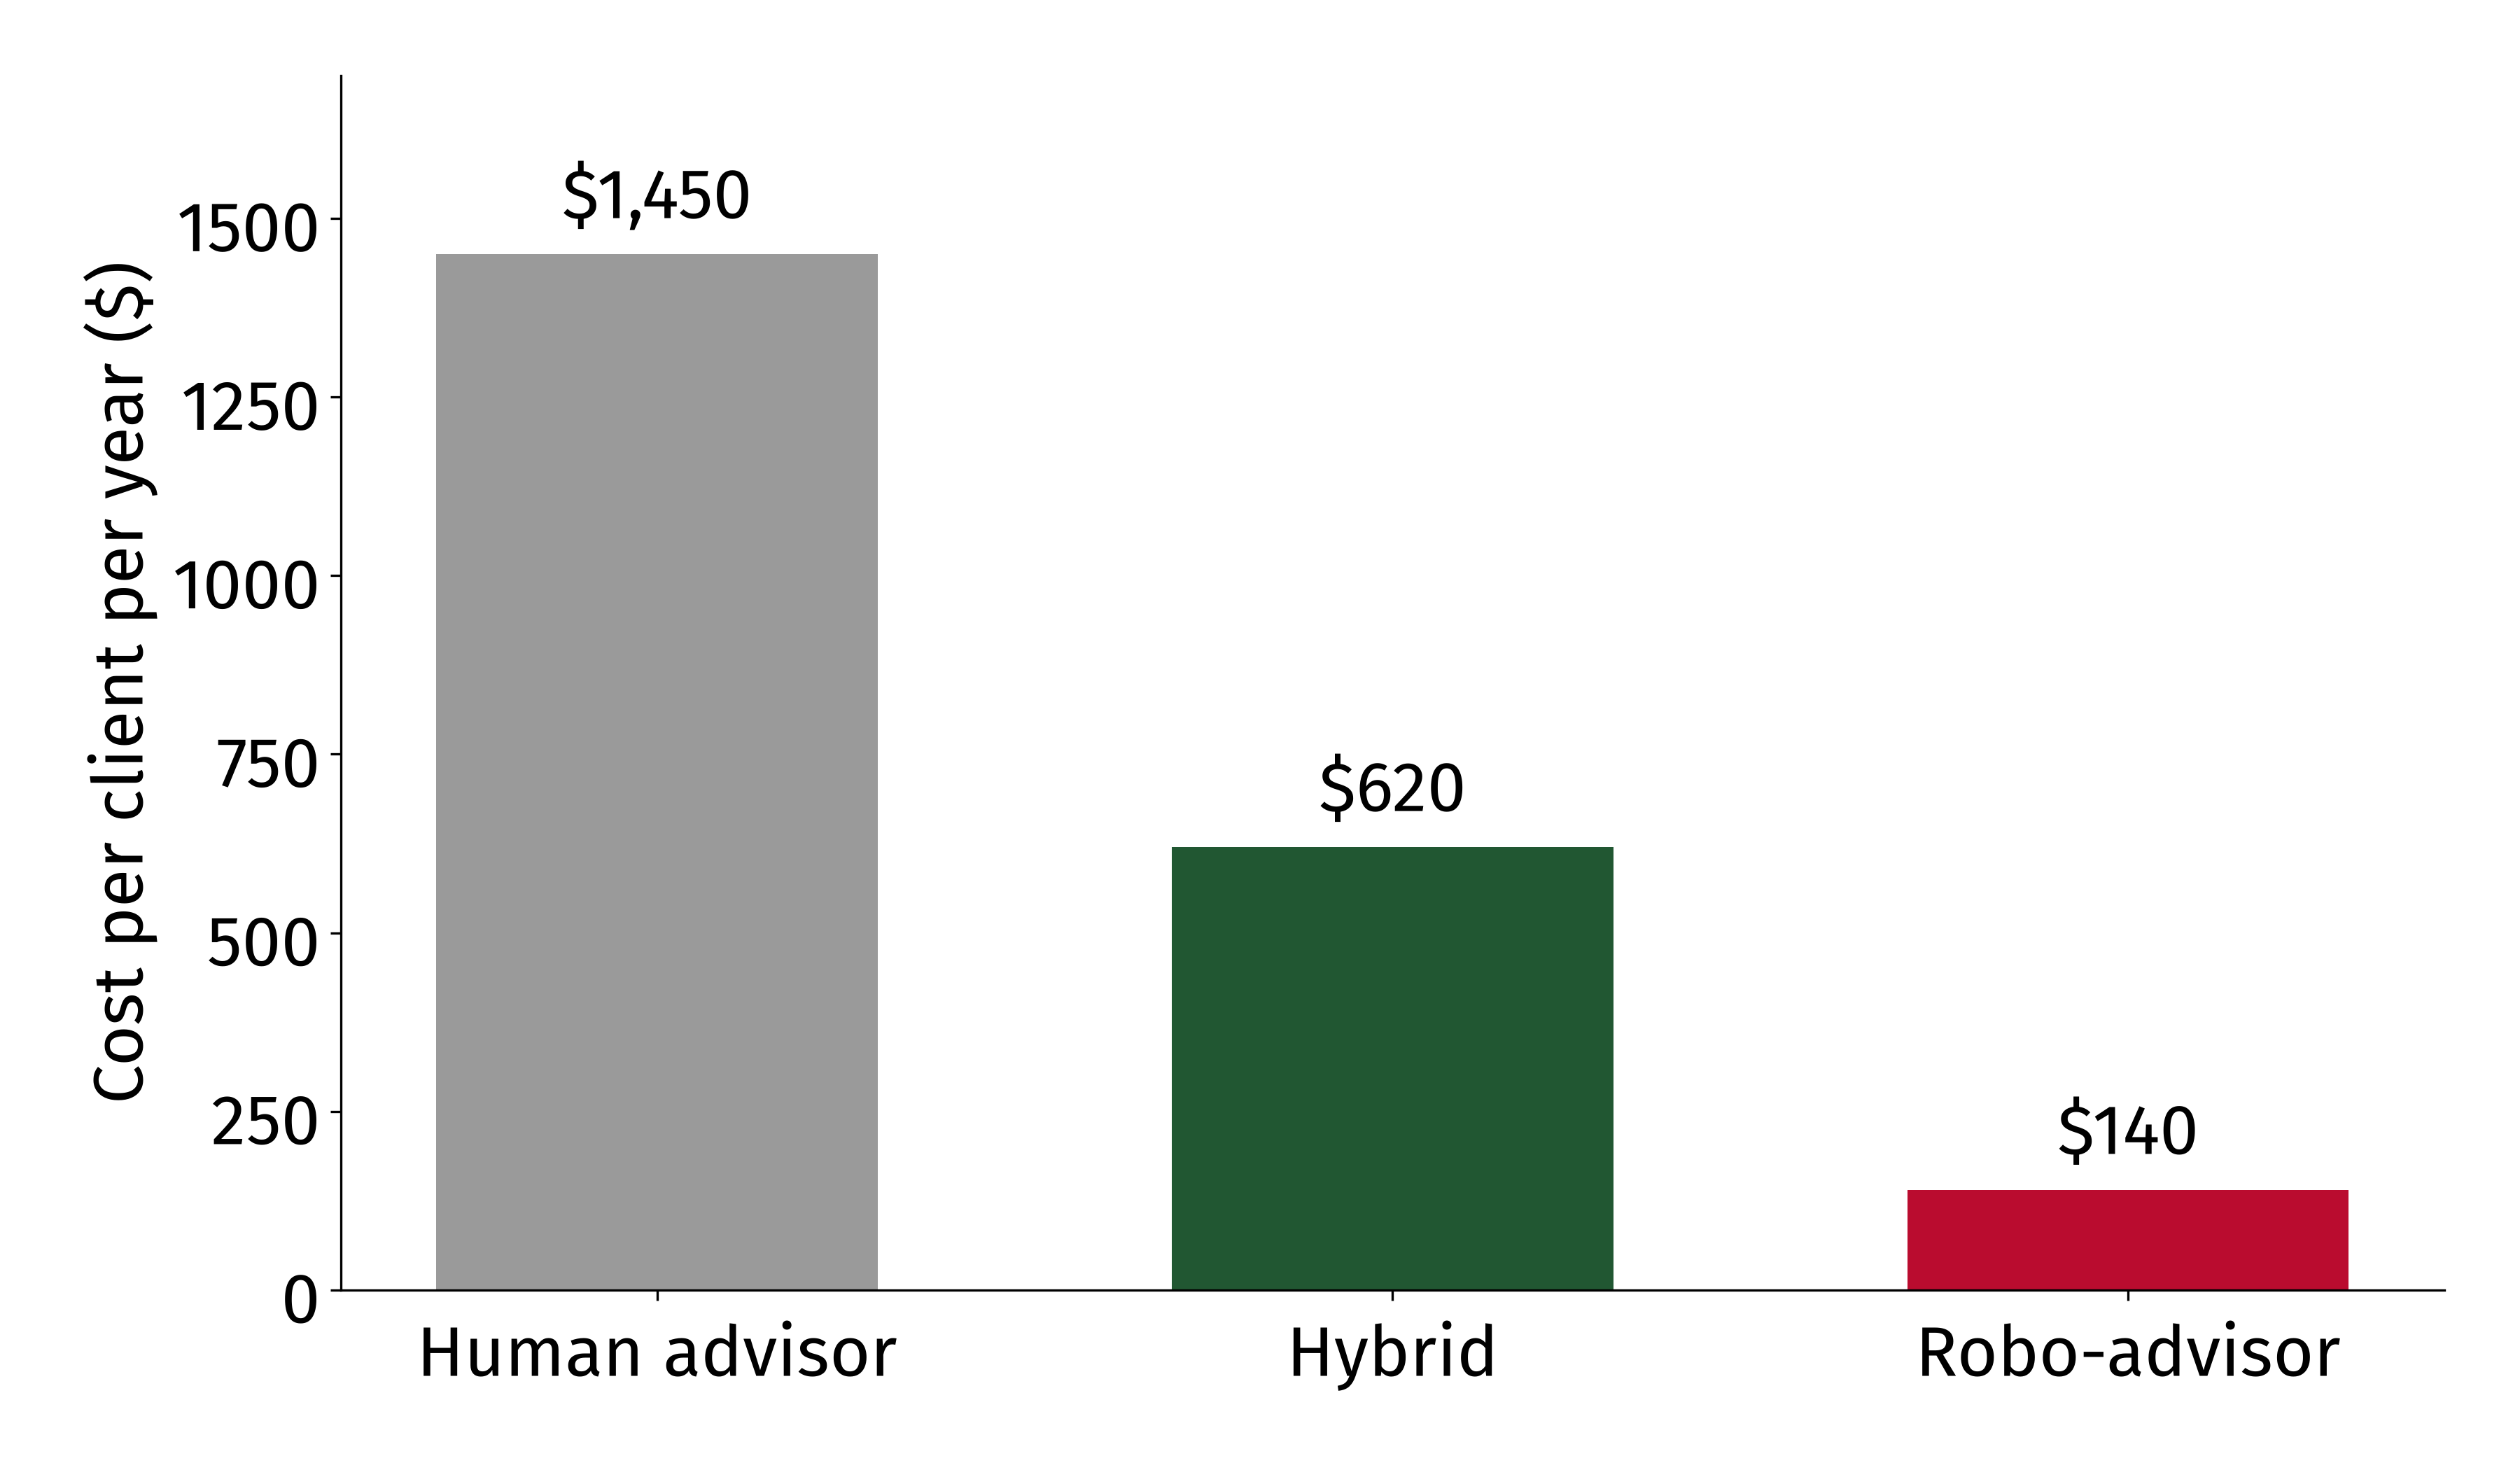 Cost per client per year ($)
1500
1250
1000
750
500
250
0
$1,450
$620
$140
Human advisor
Hybrid
Robo-advisor